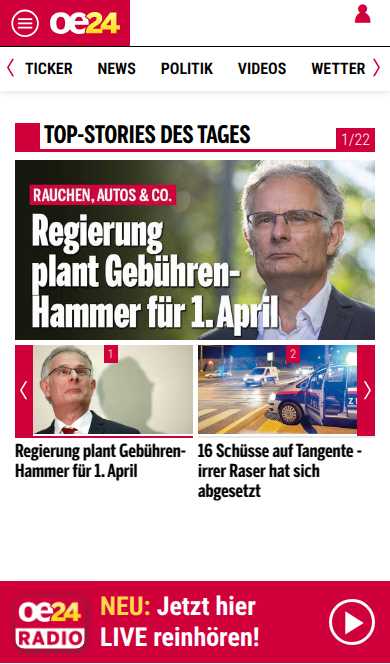 oe24
TICKER NEWS POLITIK VIDEOS WETTER
TOP-STORIES DES TAGES
1/22
RAUCHEN, AUTOS & CO.
Regierung
plant Gebühren-
Hammer für 1. April
1
2
Regierung plant Gebühren-
Hammer für 1. April
16 Schüsse auf Tangente -
irrer Raser hat sich
abgesetzt
oe24
RADIO
NEU: Jetzt hier
LIVE reinhören!